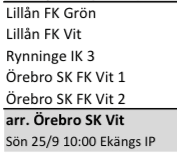 Lillån FK Grön
Lillån FK Vit
Rynninge IK 3
Örebro SK FK Vit 1
Örebro SK FK Vit 2
arr. Örebro SK Vit
Sön 25/9 10:00 Ekängs IP